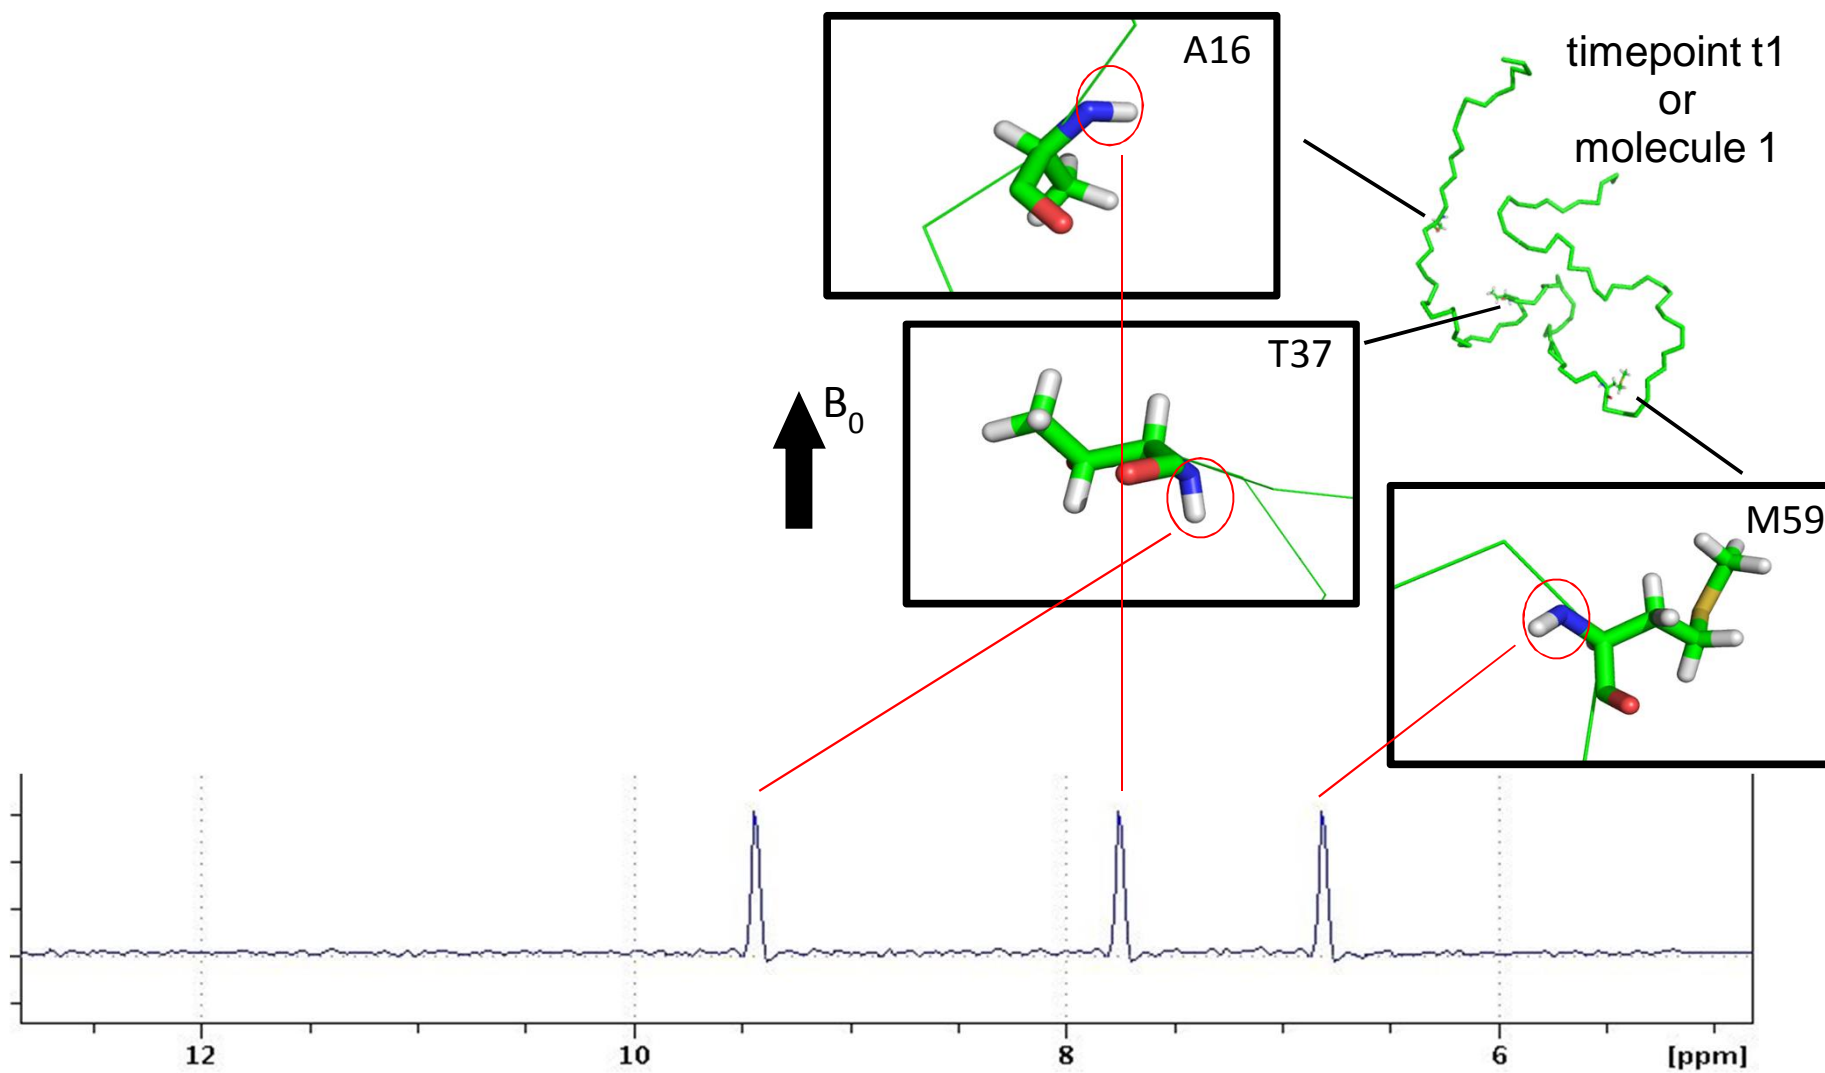 A16
timepoint t1
or
molecule 1
T37
B0
M59
12
10
8
6
[ppm]